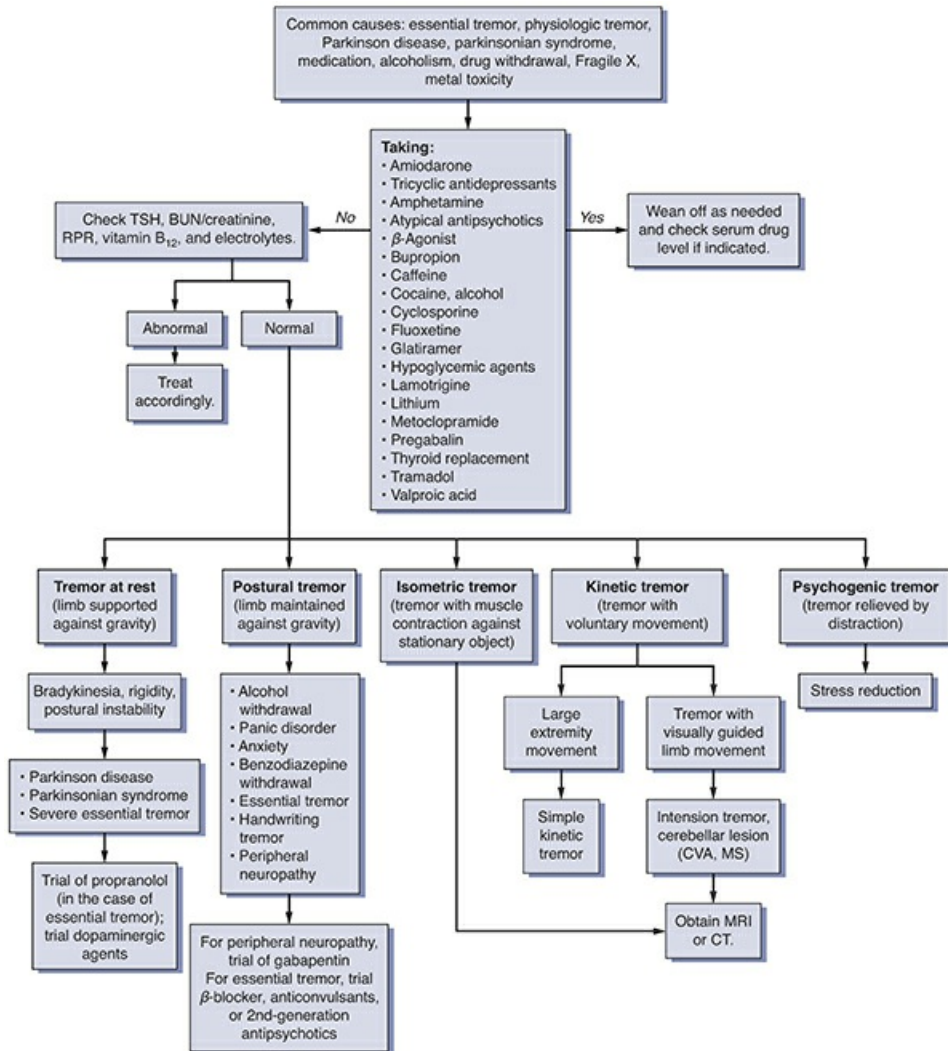 Common causes: essential tremor, physiologic tremor,
Parkinson disease, parkinsonian syndrome,
medication, alcoholism, drug withdrawal, Fragile X,
metal toxicity
Taking:
• Amiodarone
• Tricyclic antidepressants
• Amphetamine
• Atypical antipsychotics
• β-Agonist
• Bupropion
• Caffeine
• Cocaine, alcohol
• Cyclosporine
• Fluoxetine
• Glatiramer
• Hypoglycemic agents
• Lamotrigine
• Lithium
• Metoclopramide
• Pregabalin
• Thyroid replacement
• Tramadol
• Valproic acid
No
Yes
Check TSH, BUN/creatinine,
RPR, vitamin B12, and electrolytes.
Wean off as needed
and check serum drug
level if indicated.
Abnormal
Normal
Treat
accordingly.
Tremor at rest
(limb supported
against gravity)
Bradykinesia, rigidity,
postural instability
• Parkinson disease
• Parkinsonian syndrome
• Severe essential tremor
Trial of propranolol
(in the case of
essential tremor);
trial dopaminergic
agents
Postural tremor
(limb maintained
against gravity)
• Alcohol
withdrawal
• Panic disorder
• Anxiety
• Benzodiazepine
withdrawal
• Essential tremor
• Handwriting
tremor
• Peripheral
neuropathy
For peripheral neuropathy,
trial of gabapentin
For essential tremor, trial
β-blocker, anticonvulsants,
or 2nd-generation
antipsychotics
Isometric tremor
(tremor with muscle
contraction against
stationary object)
Kinetic tremor
(tremor with
voluntary movement)
Large
extremity
movement
Simple
kinetic
tremor
Tremor with
visually guided
limb movement
Intension tremor,
cerebellar lesion
(CVA, MS)
Obtain MRI
or CT.
Psychogenic tremor
(tremor relieved by
distraction)
Stress reduction